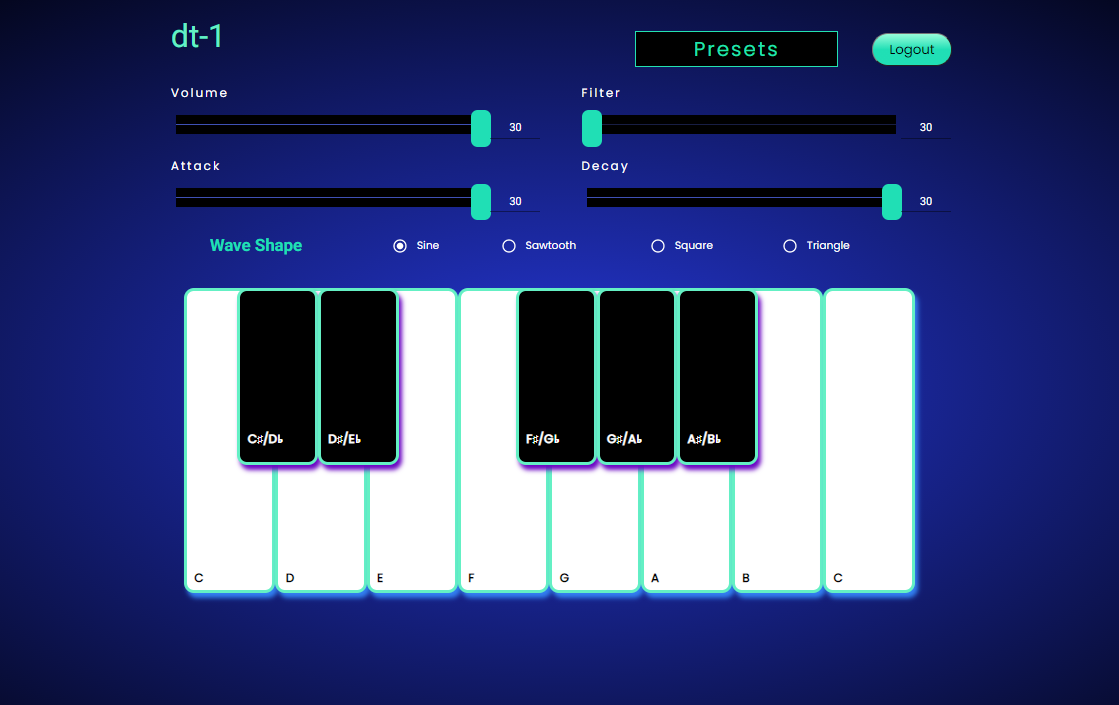 dt-1
Presets
Logout
Volume
Filter
30
30
Attack
Decay
30
30
Wave Shape
Sine
Sawtooth
Square
Triangle
C♯/D♭
D♯/E♭
F♯/G♭
G♯/A♭
A♯/B♭
C
D
E
F
G
A
B
C